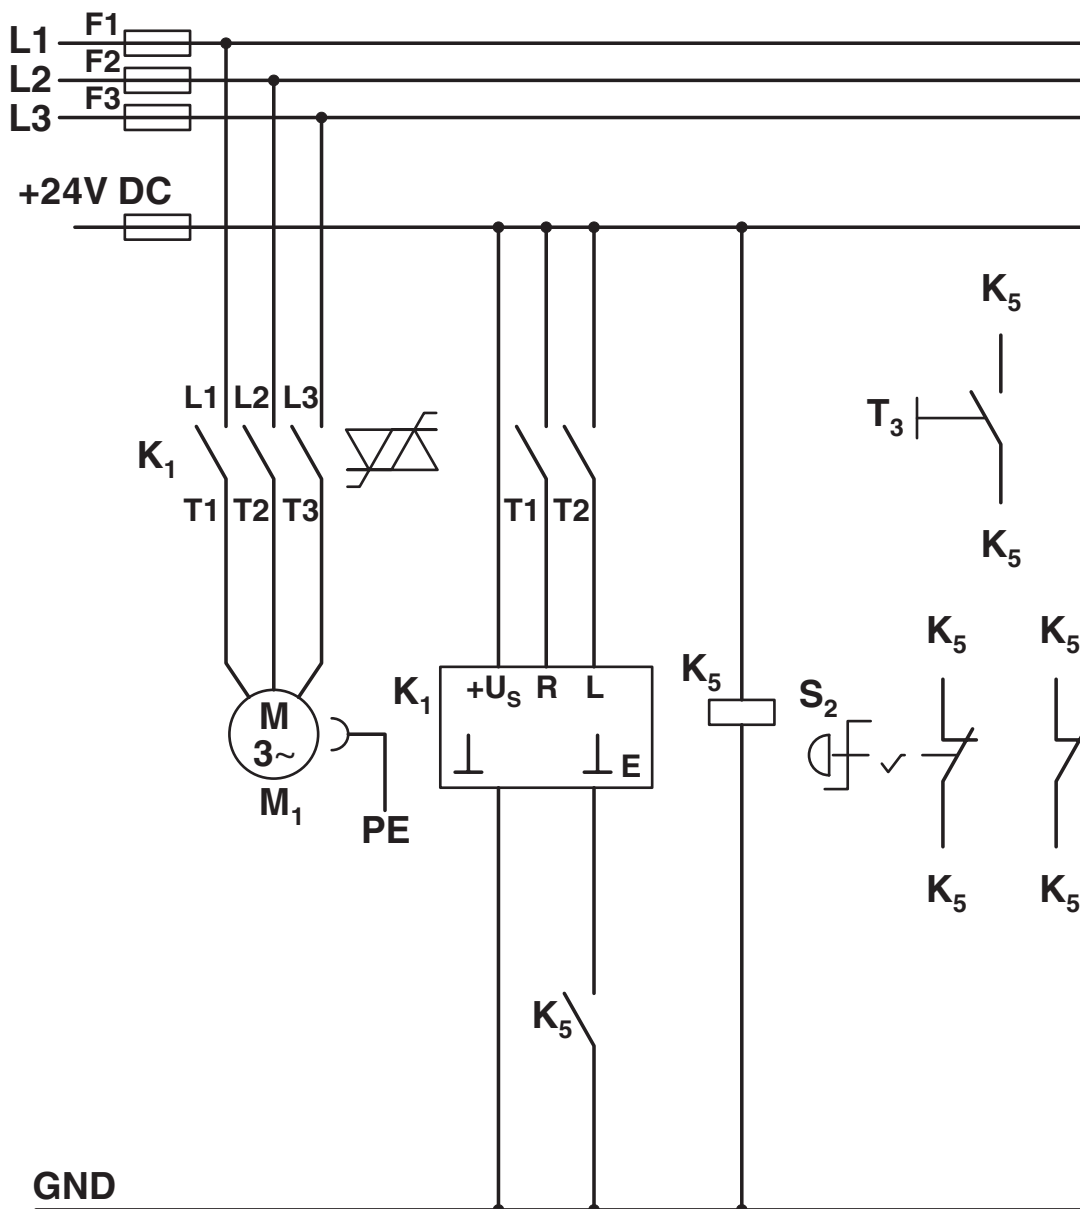 F1
L1
F2
L2
F3
L3
+24V DC
K5
L1 L2 L3
T3
K1
T1 T2 T3
T1 T2
K5
K5 K5
K5
K1
+US R L
S2
M
3~
E
M1
PE
K5 K5
K5
GND